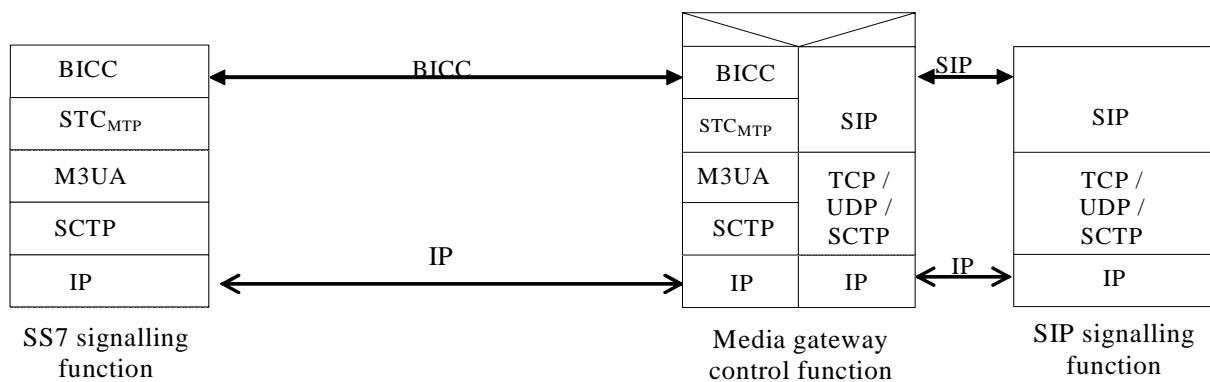 BICC
STCMTP
M3UA
SCTP
IP
SS7 signalling
function
BICC
IP
BICC
STCMTP
M3UA
SCTP
IP
SIP
TCP /
UDP /
SCTP
IP
Media gateway
control function
SIP
IP
SIP
TCP /
UDP /
SCTP
IP
SIP signalling
function